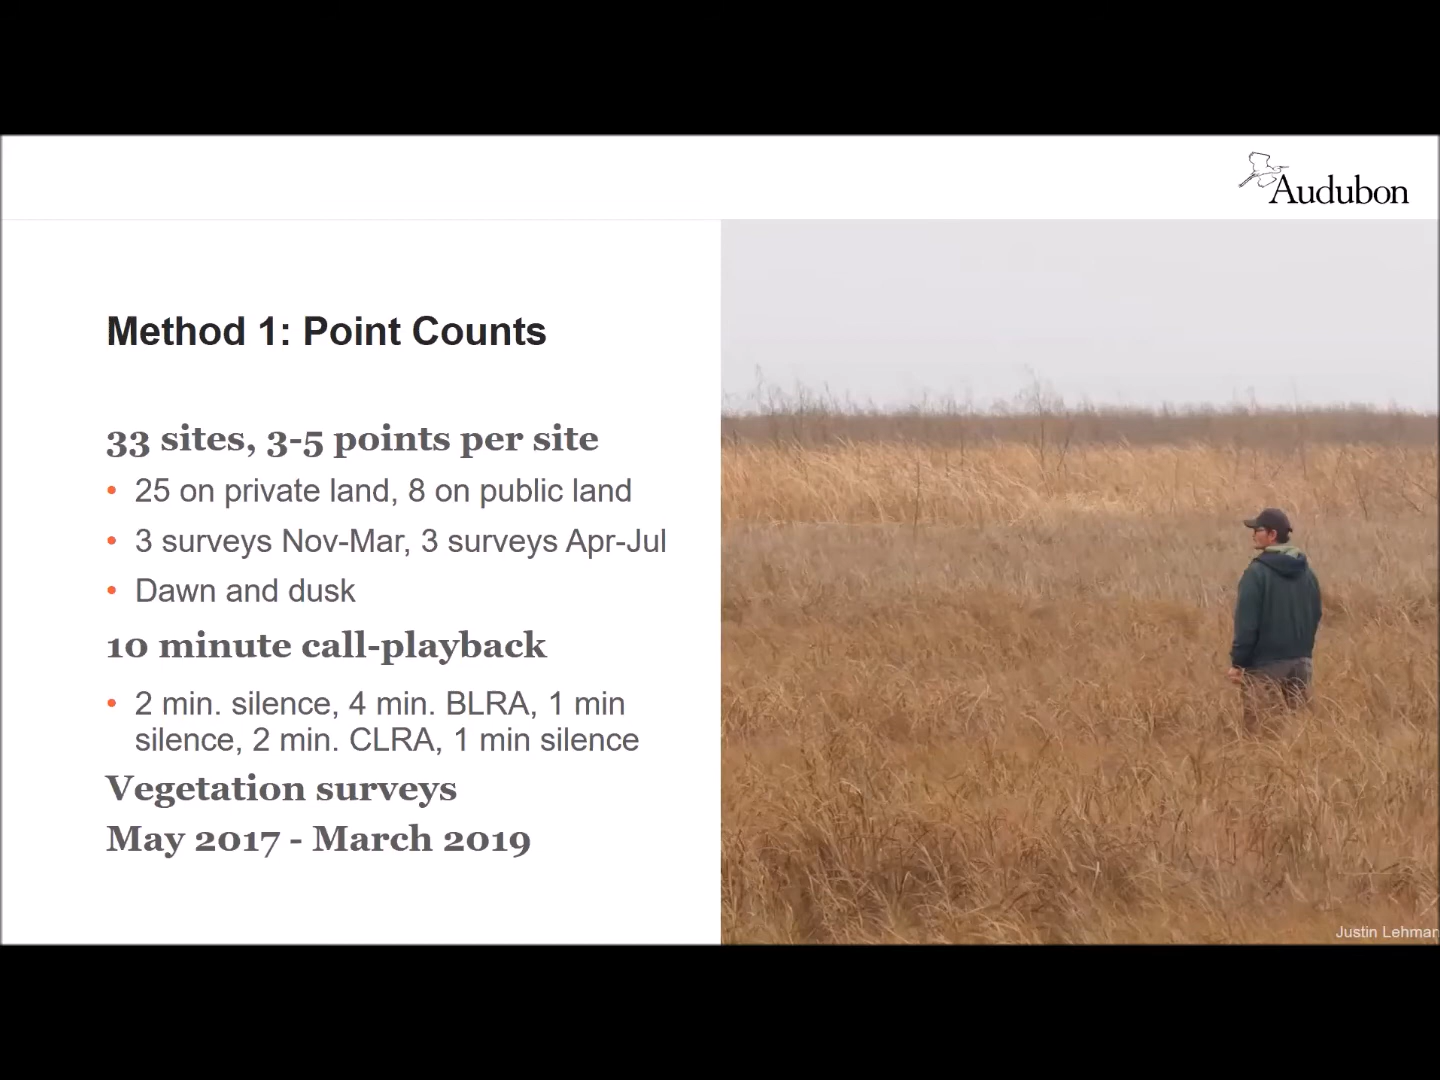 Audubon
Method 1: Point Counts
33 sites, 3-5 points per site
• 25 on private land, 8 on public land
• 3 surveys Nov-Mar, 3 surveys Apr-Jul
• Dawn and dusk
10 minute call-playback
• 2 min. silence, 4 min. BLRA, 1 min
silence, 2 min. CLRA, 1 min silence
Vegetation surveys
May 2017 - March 2019
Justin Lehman